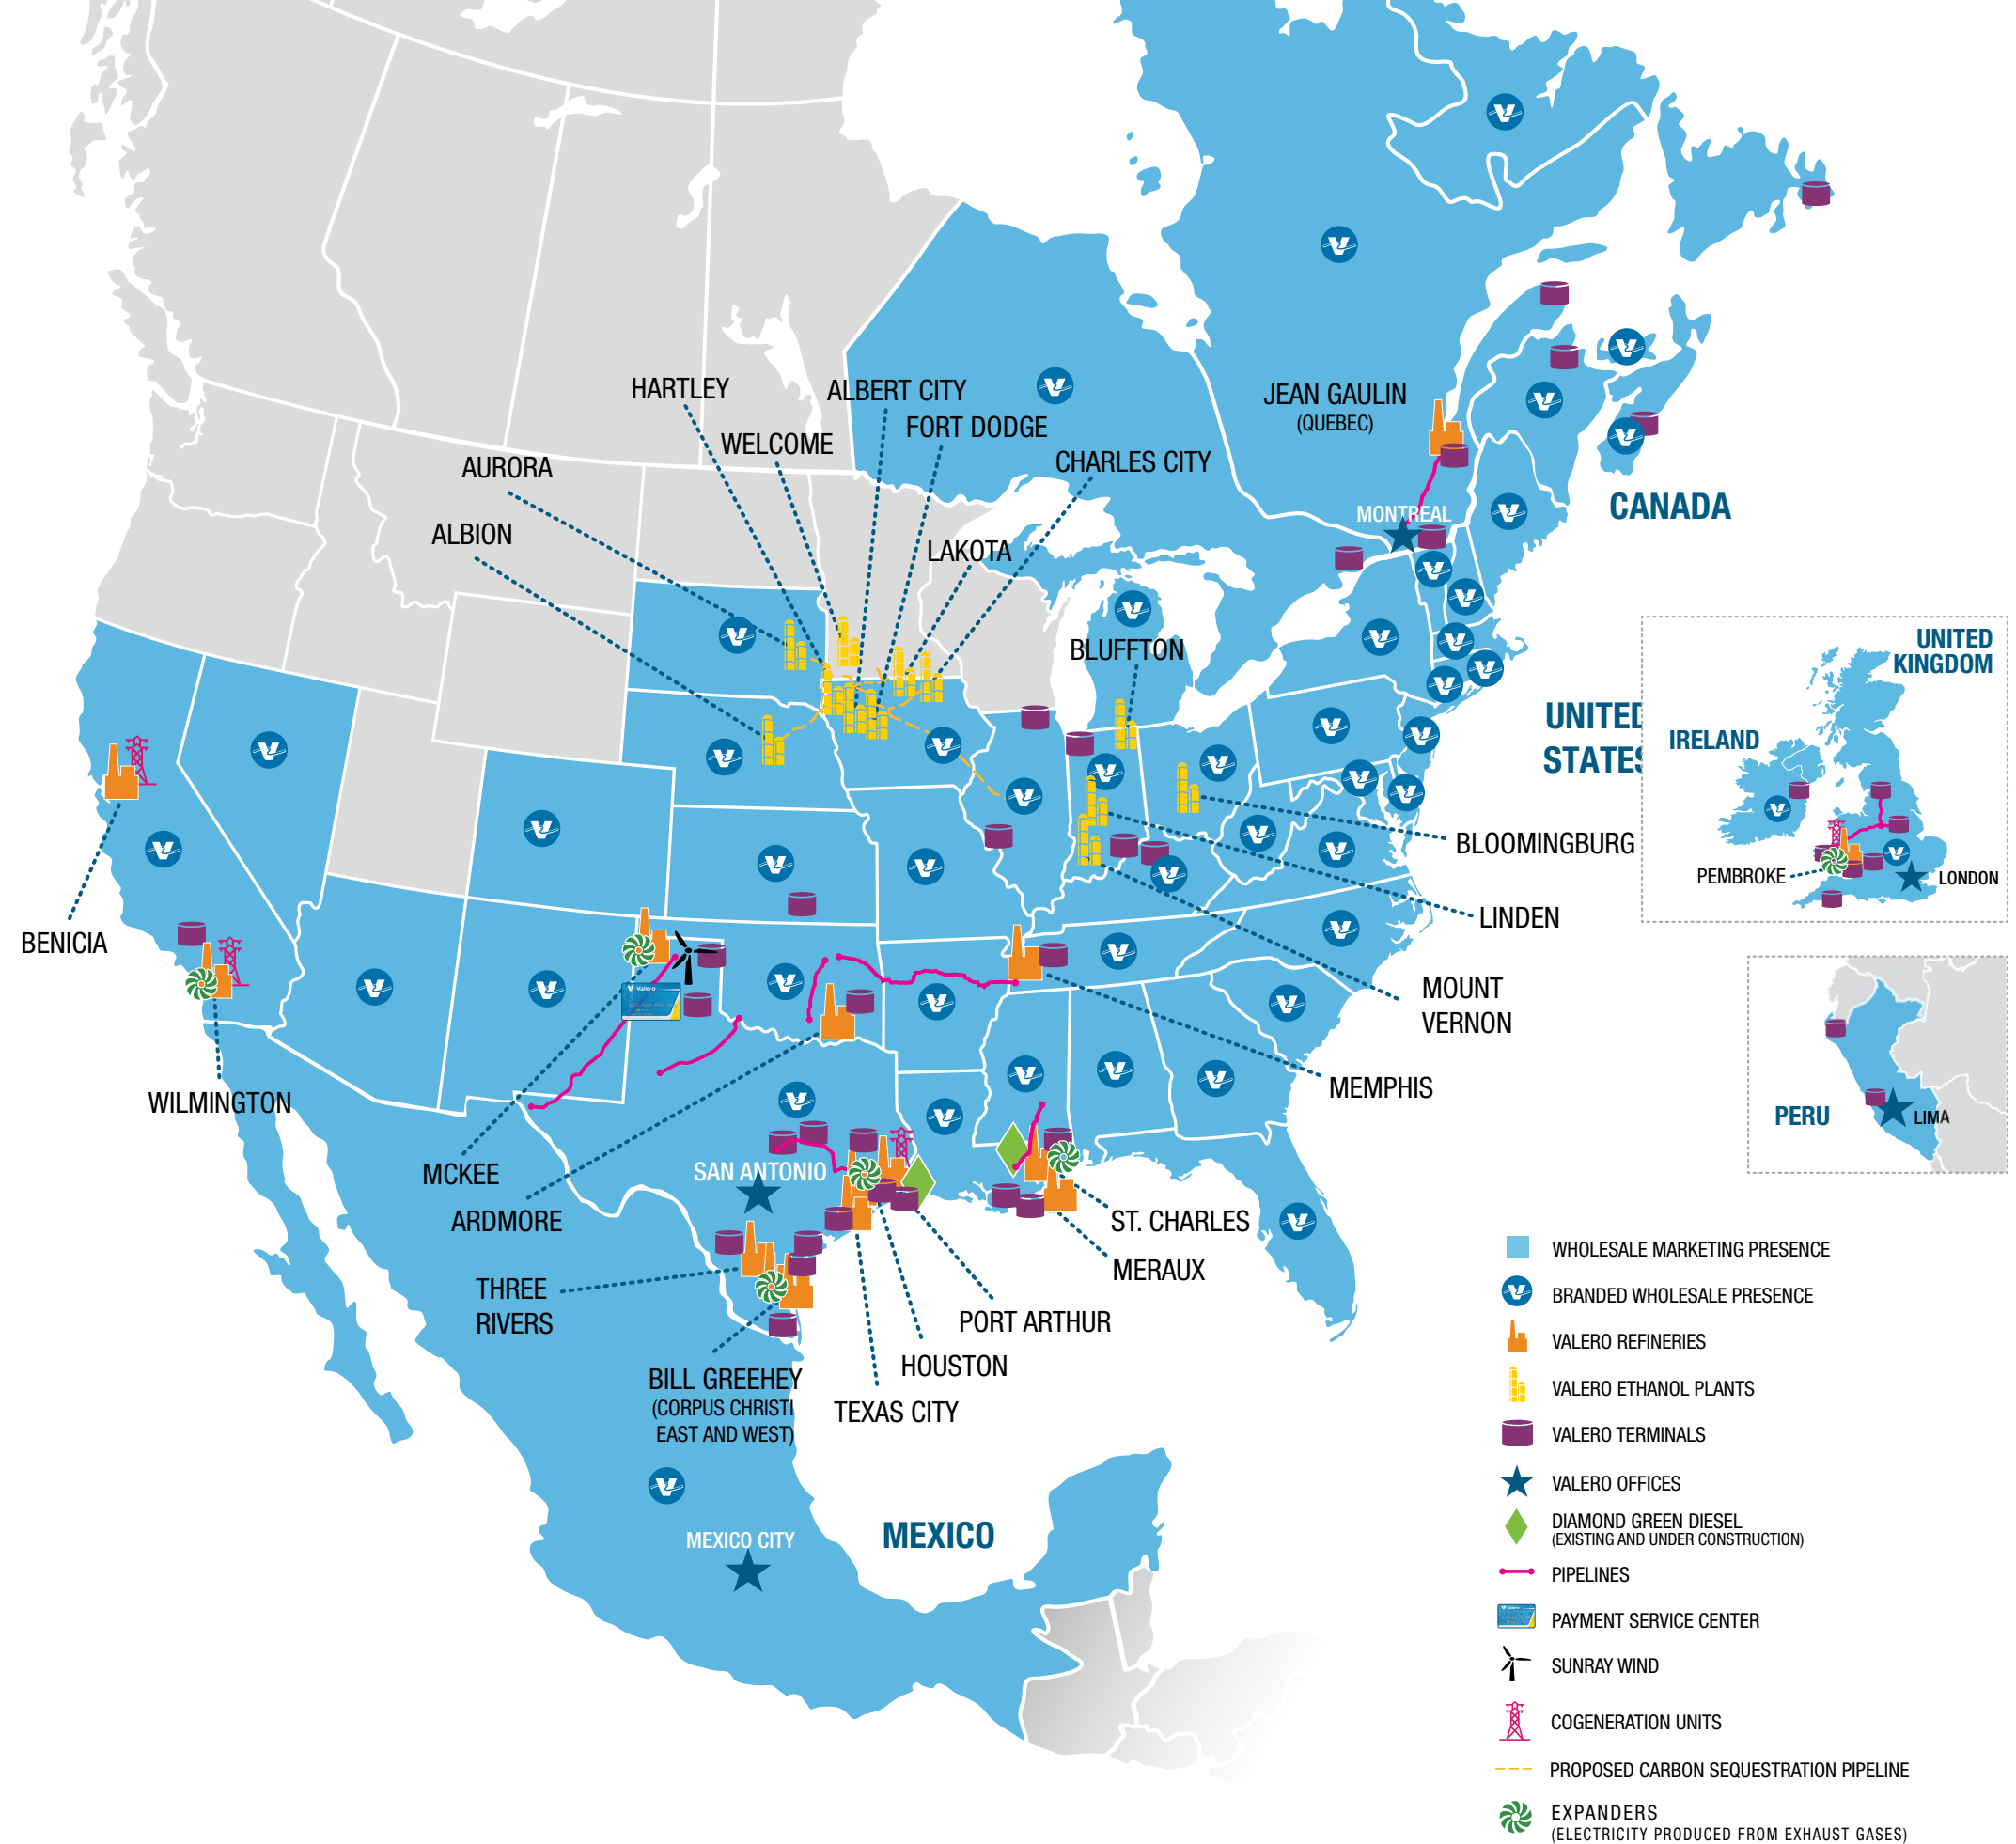 HARTLEY
ALBERT CITY
FORT DODGE
WELCOME
AURORA
CHARLES CITY
ALBION
LAKOTA
JEAN GAULIN
(QUEBEC)
MONTREAL
CANADA
BLUFFTON
UNITED
STATES
UNITED
KINGDOM
IRELAND
PEMBROKE
LONDON
BLOOMINGBURG
LINDEN
MOUNT
VERNON
MEMPHIS
BENICIA
WILMINGTON
Valero
MCKEE
ARDMORE
SAN ANTONIO
THREE
RIVERS
BILL GREEHEY
(CORPUS CHRISTI
EAST AND WEST)
ST. CHARLES
MERAUX
PORT ARTHUR
HOUSTON
TEXAS CITY
MEXICO CITY
MEXICO
PERU
LIMA
WHOLESALE MARKETING PRESENCE
BRANDED WHOLESALE PRESENCE
VALERO REFINERIES
VALERO ETHANOL PLANTS
VALERO TERMINALS
VALERO OFFICES
DIAMOND GREEN DIESEL
(EXISTING AND UNDER CONSTRUCTION)
PIPELINES
PAYMENT SERVICE CENTER
SUNRAY WIND
COGENERATION UNITS
PROPOSED CARBON SEQUESTRATION PIPELINE
EXPANDERS
(ELECTRICITY PRODUCED FROM EXHAUST GASES)